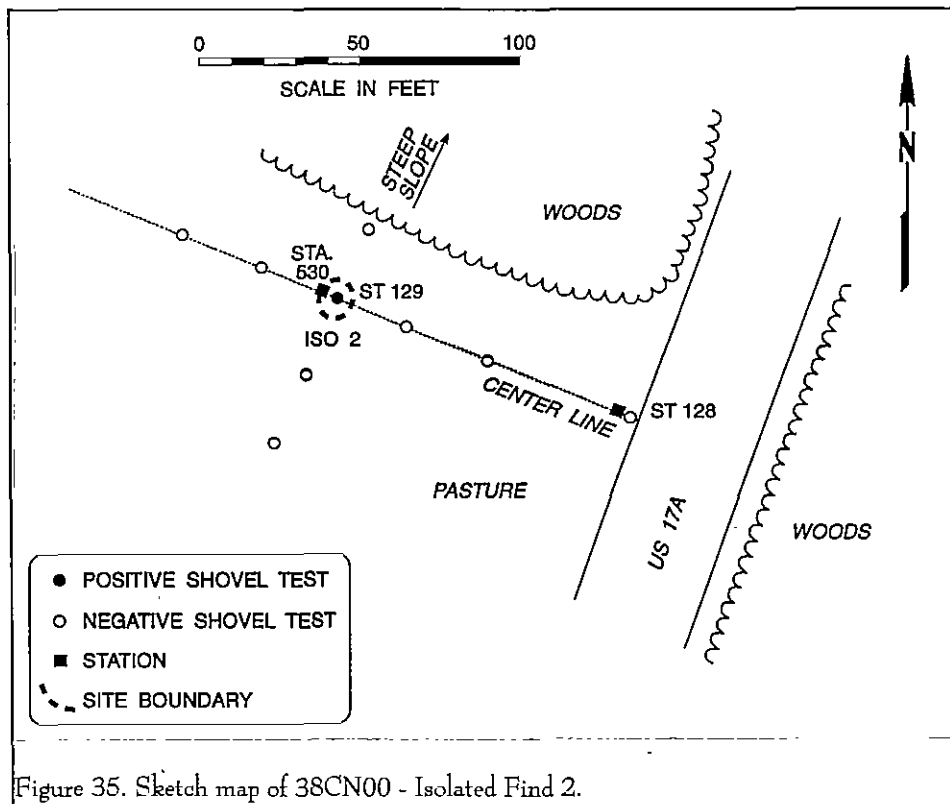 0 50 100
SCALE IN FEET
N
STEEP
SLOPE
WOODS
STA.
530
ST 129
ISO 2
CENTER LINE
ST 128
PASTURE
US 17A
WOODS
POSITIVE SHOVEL TEST
NEGATIVE SHOVEL TEST
STATION
SITE BOUNDARY
Figure 35. Sketch map of 38CN00 - Isolated Find 2.